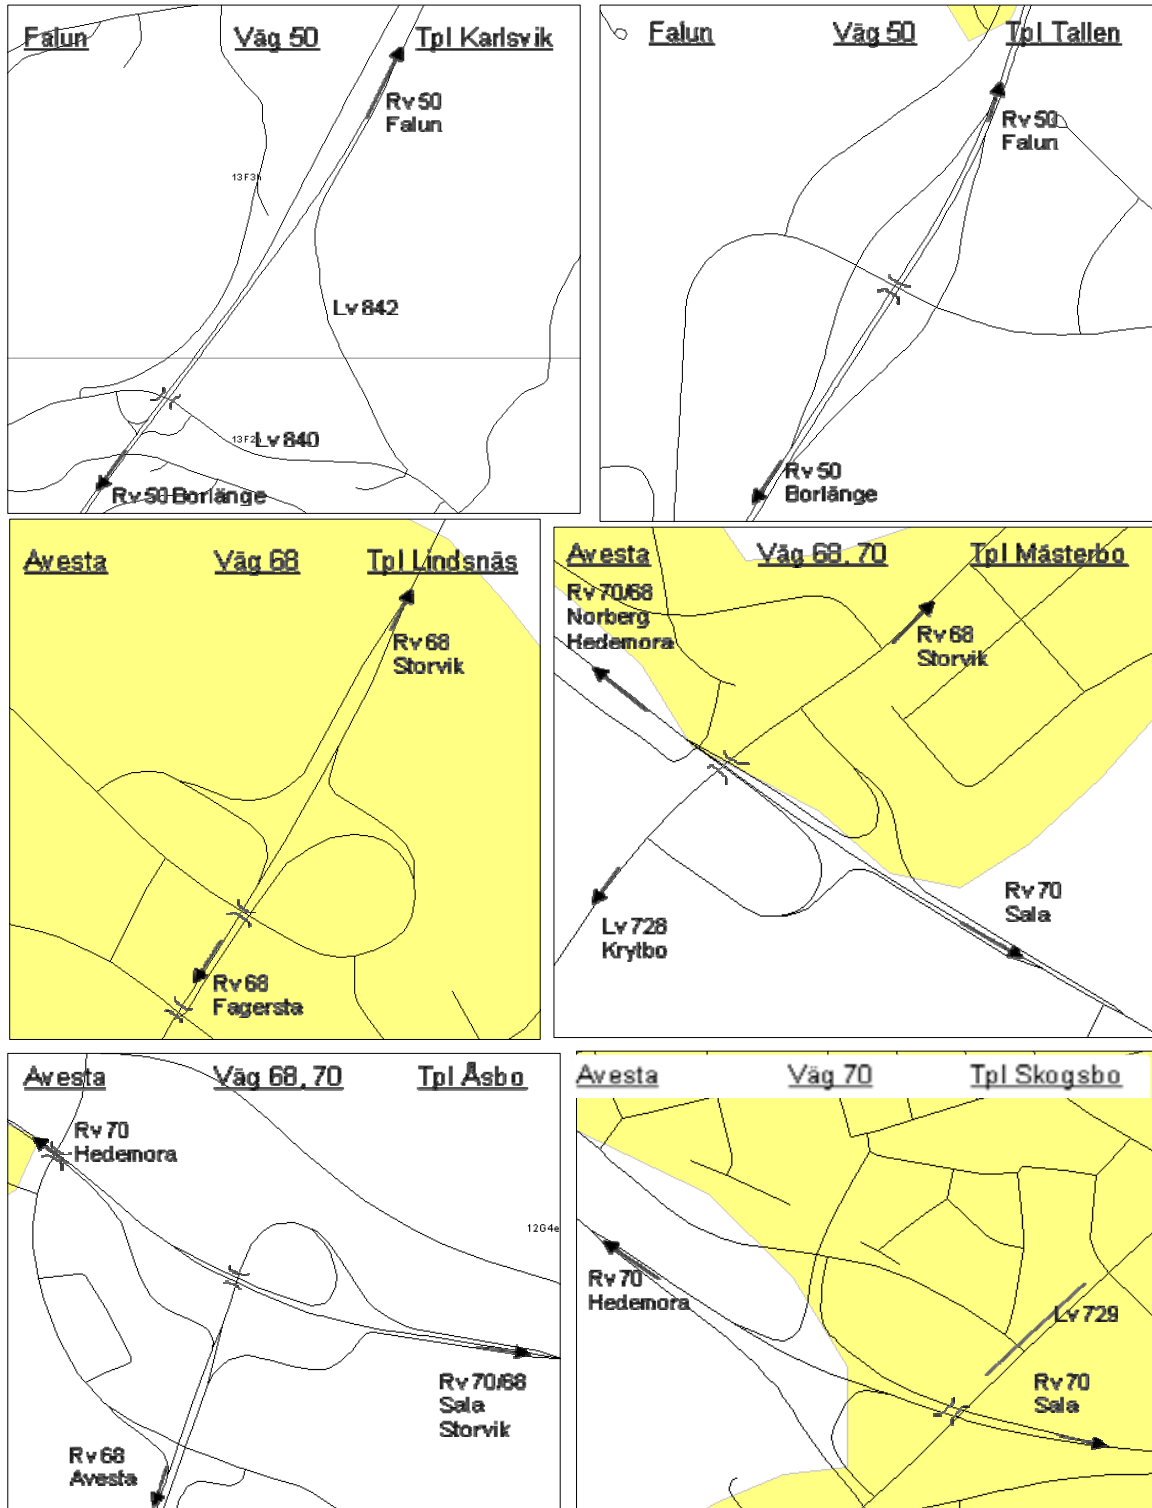 Falun Väg 50 Tpl Karlsvik
Rv 50
Falun
13F3h
Lv 842
13F2h Lv 840
Rv 50 Borlänge
Falun Väg 50 Tpl Tallen
Rv 50
Falun
Rv 50
Borlänge
Avesta Väg 68 Tpl Lindsnäs
Rv 68
Storvik
Rv 68
Fagersta
Avesta Väg 68, 70 Tpl Mästerbo
Rv 70/68
Norberg
Hedemora
Rv 68
Storvik
Rv 70
Sala
Lv 728
Krytbo
Avesta Väg 68, 70 Tpl Åsbo
Rv 70
Hedemora
12G4e
Rv 70/68
Sala
Storvik
Rv 68
Avesta
Avesta Väg 70 Tpl Skogsbo
Rv 70
Hedemora
Lv 729
Rv 70
Sala